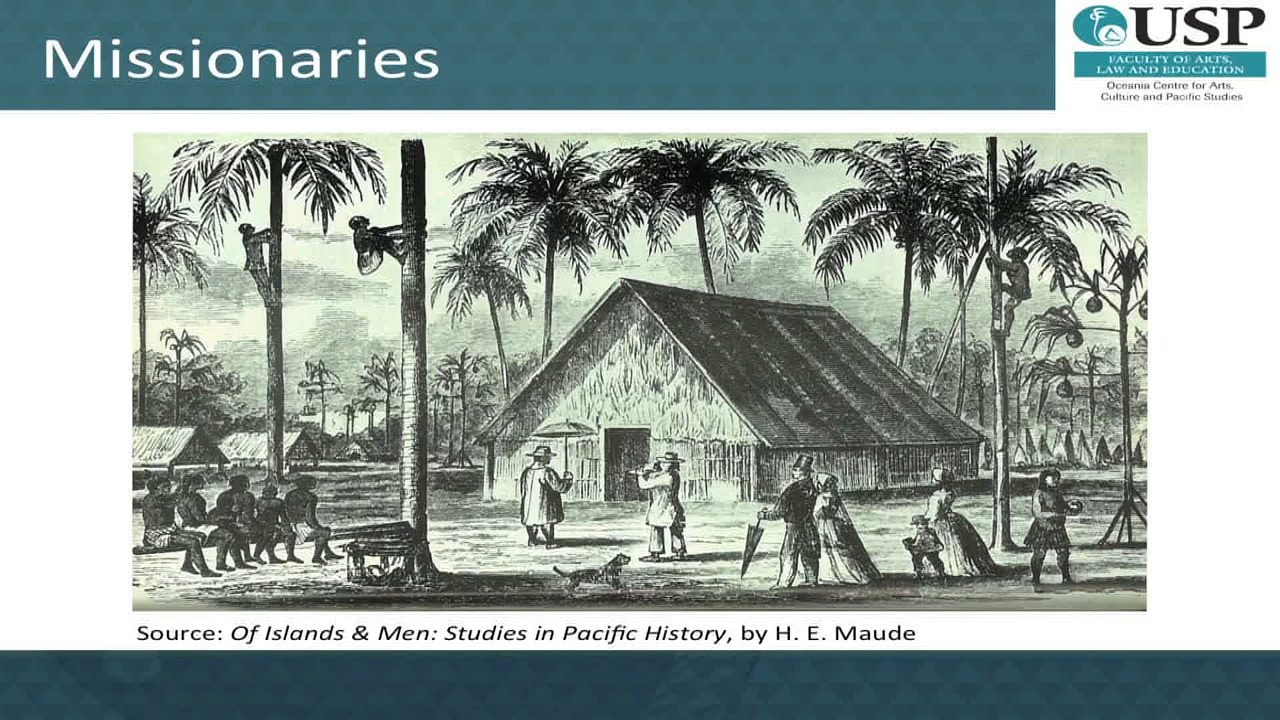 Missionaries
USP
FACULTY OF ARTS,
LAW AND EDUCATION
Oceania Centre for Arts,
Culture and Pacific Studies
Source: Of Islands & Men: Studies in Pacific History, by H. E. Maude